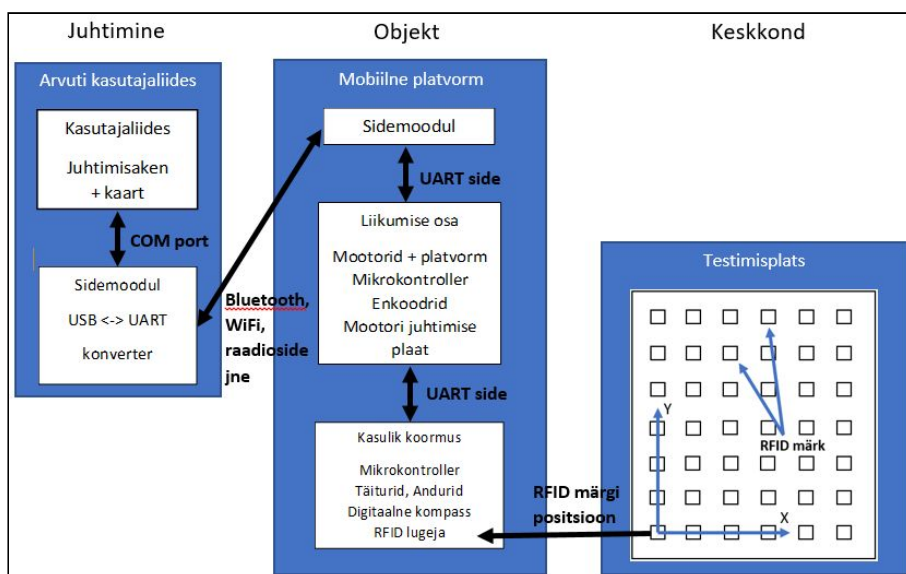 Juhtimine
Objekt
Keskkond
Arvuti kasutajaliides
Kasutajaliides
Juhtimisaken
+ kaart
COM port
Sidemoodul
USB <-> UART
konverter
Bluetooth,
WiFi,
raadioside
jne
Mobiilne platvorm
Sidemoodul
UART side
Liikumise osa
Mootorid + platvorm
Mikrokontroller
Enkoodrid
Mootori juhtimise
plaat
UART side
Kasulik koormus
Mikrokontroller
Täiturid, Andurid
Digitaalne kompass
RFID lugeja
RFID märgi
positsioon
Testimisplats
Y
RFID märk
X